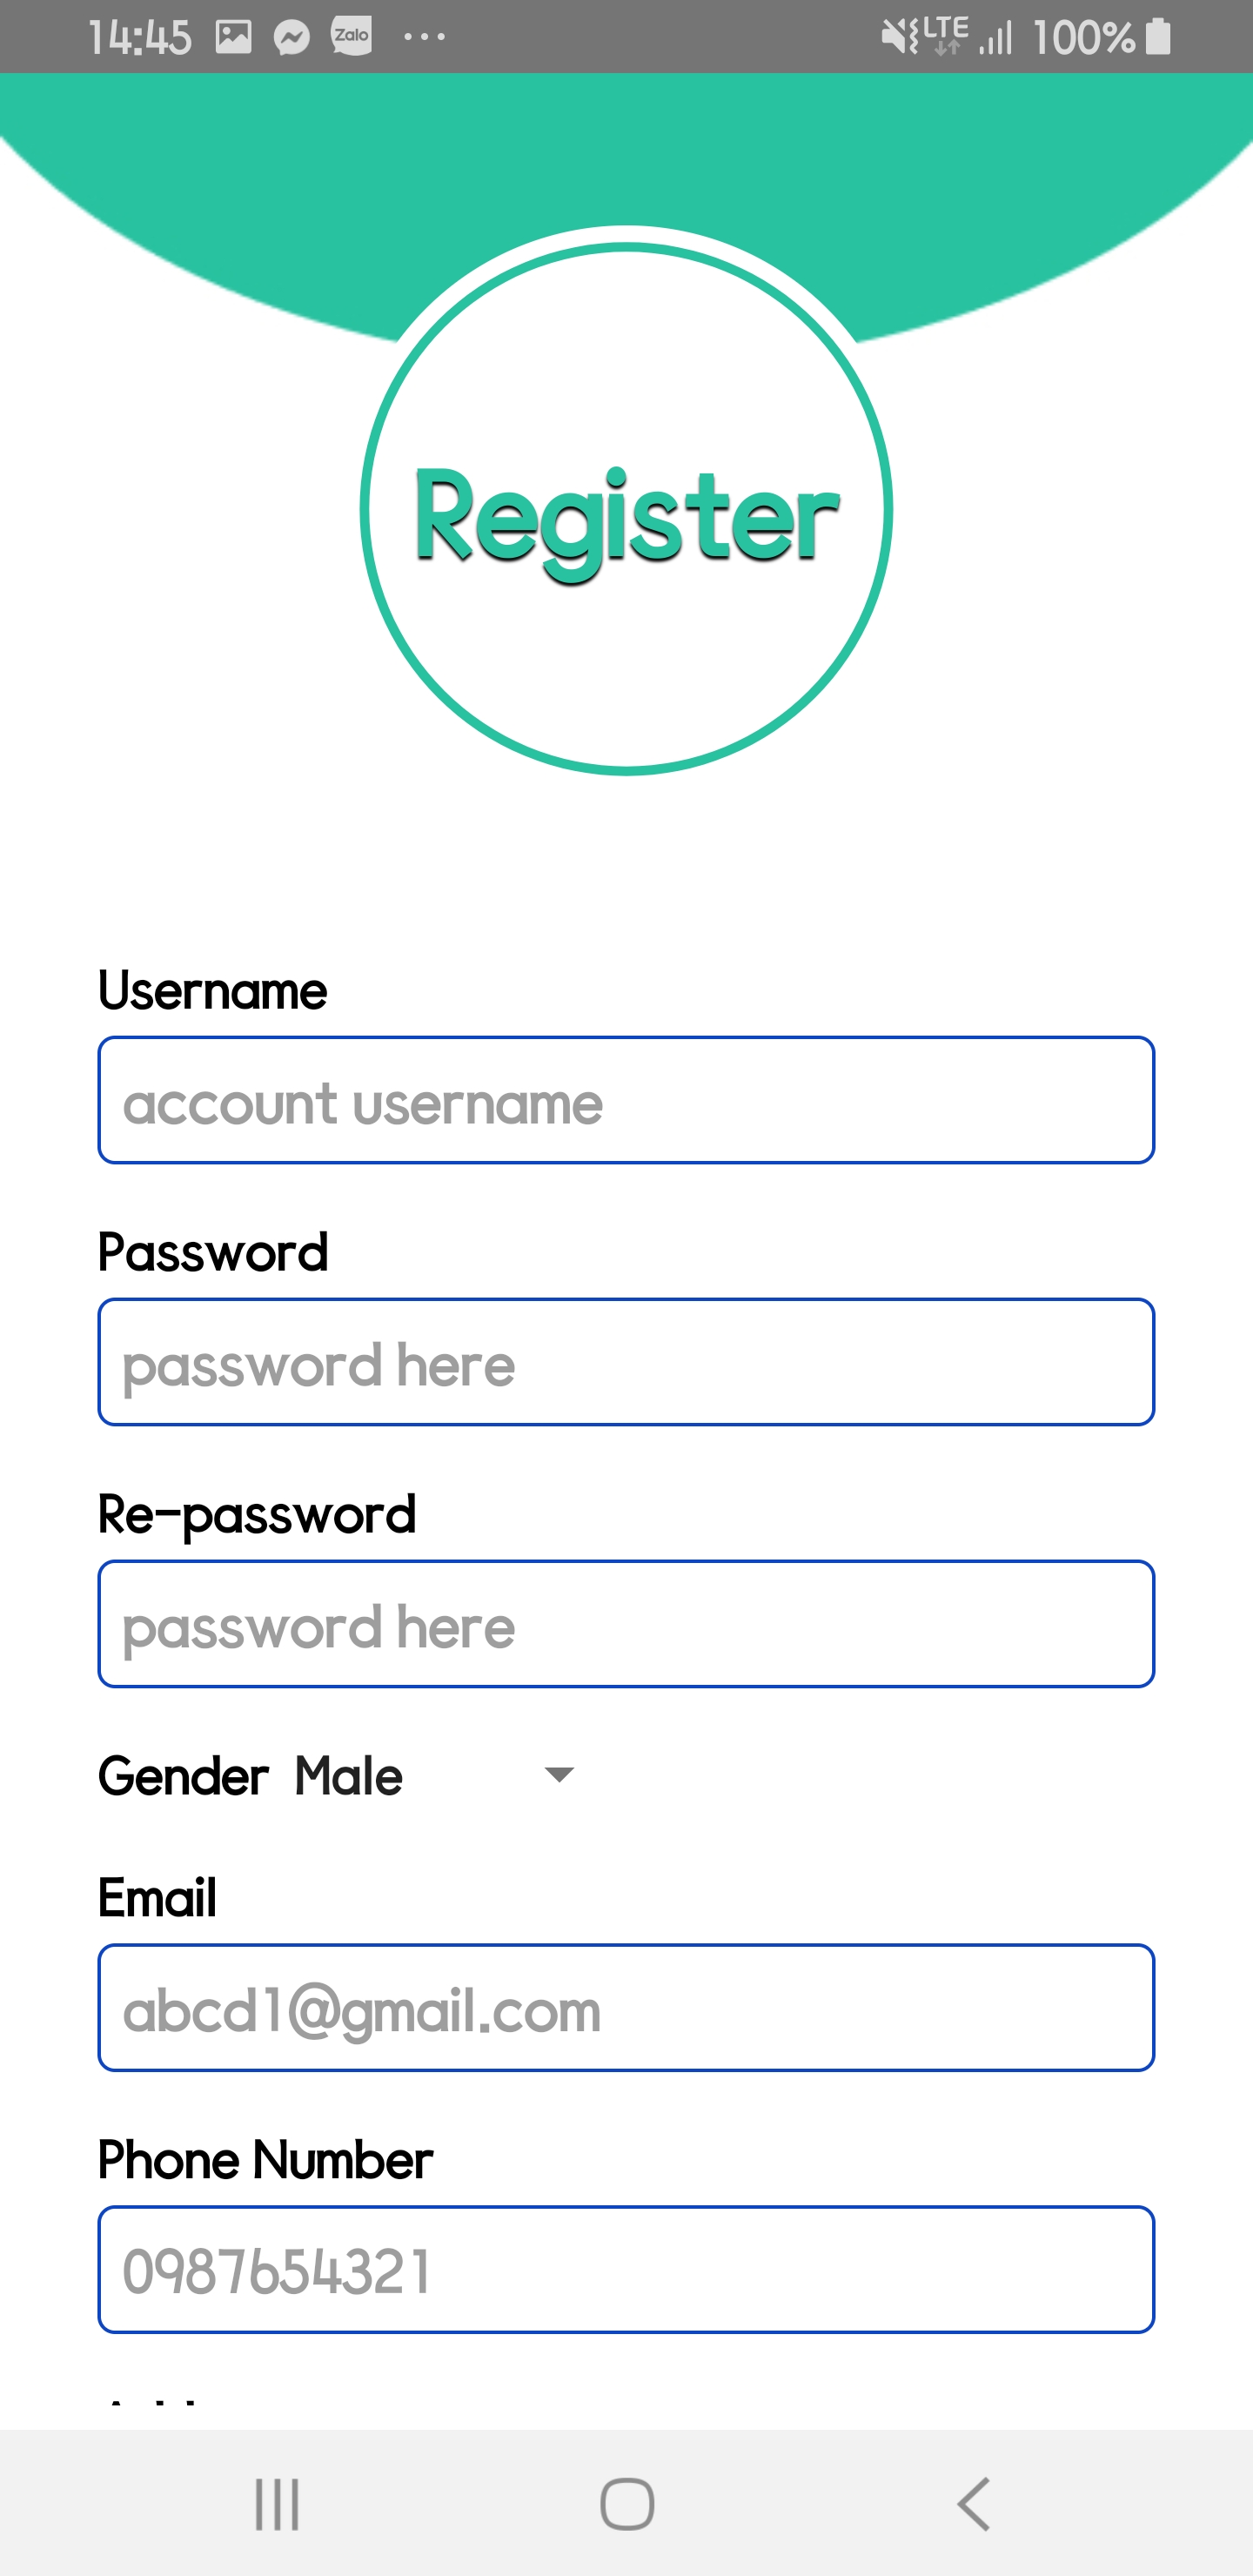 14:45 Zalo ... LTE 100%
Register
Username
account username
Password
password here
Re-password
password here
Gender Male
Email
abcd1@gmail.com
Phone Number
0987654321